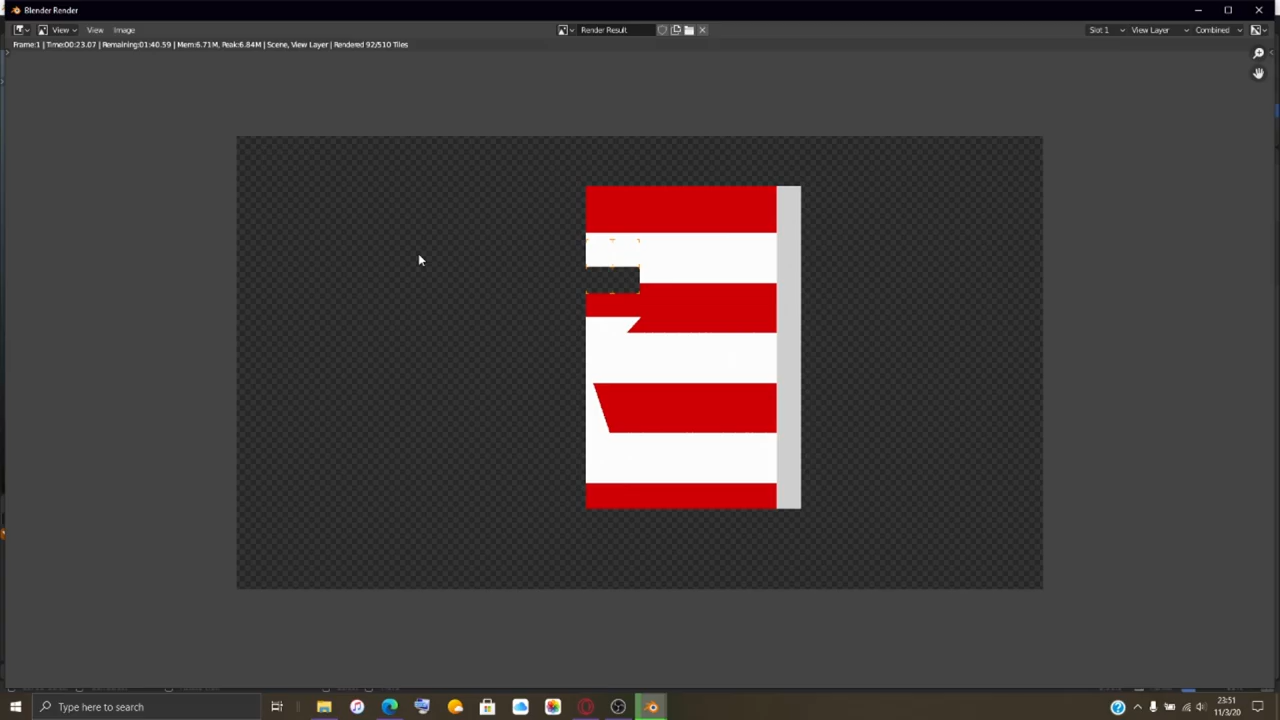 Blender Render
View View Image Render Result Slot 1 View Layer Combined
Frame:1 | Time:00:23.07 | Remaining:01:40.59 | Mem:6.71M, Peak:6.84M | Scene, View Layer | Rendered 92/510 Tiles
Type here to search
23:51
11/3/20